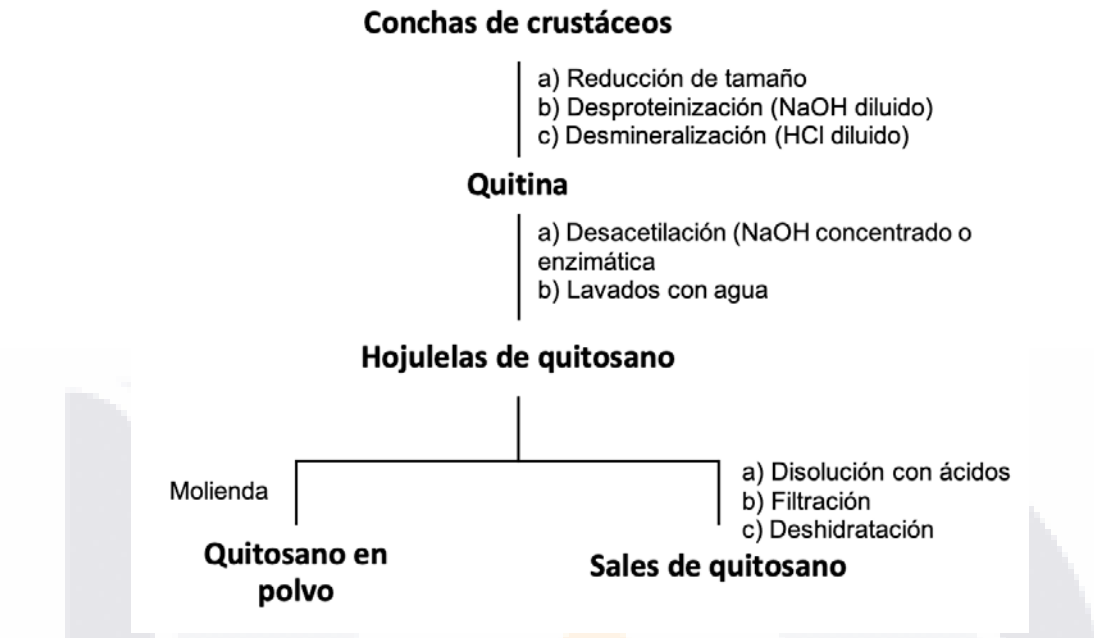 Conchas de crustáceos
a) Reducción de tamaño
b) Desproteinización (NaOH diluido)
c) Desmineralización (HCl diluido)
Quitina
a) Desacetilación (NaOH concentrado o
enzimática
b) Lavados con agua
Hojulelas de quitosano
Molienda
a) Disolución con ácidos
b) Filtración
c) Deshidratación
Quitosano en
polvo
Sales de quitosano